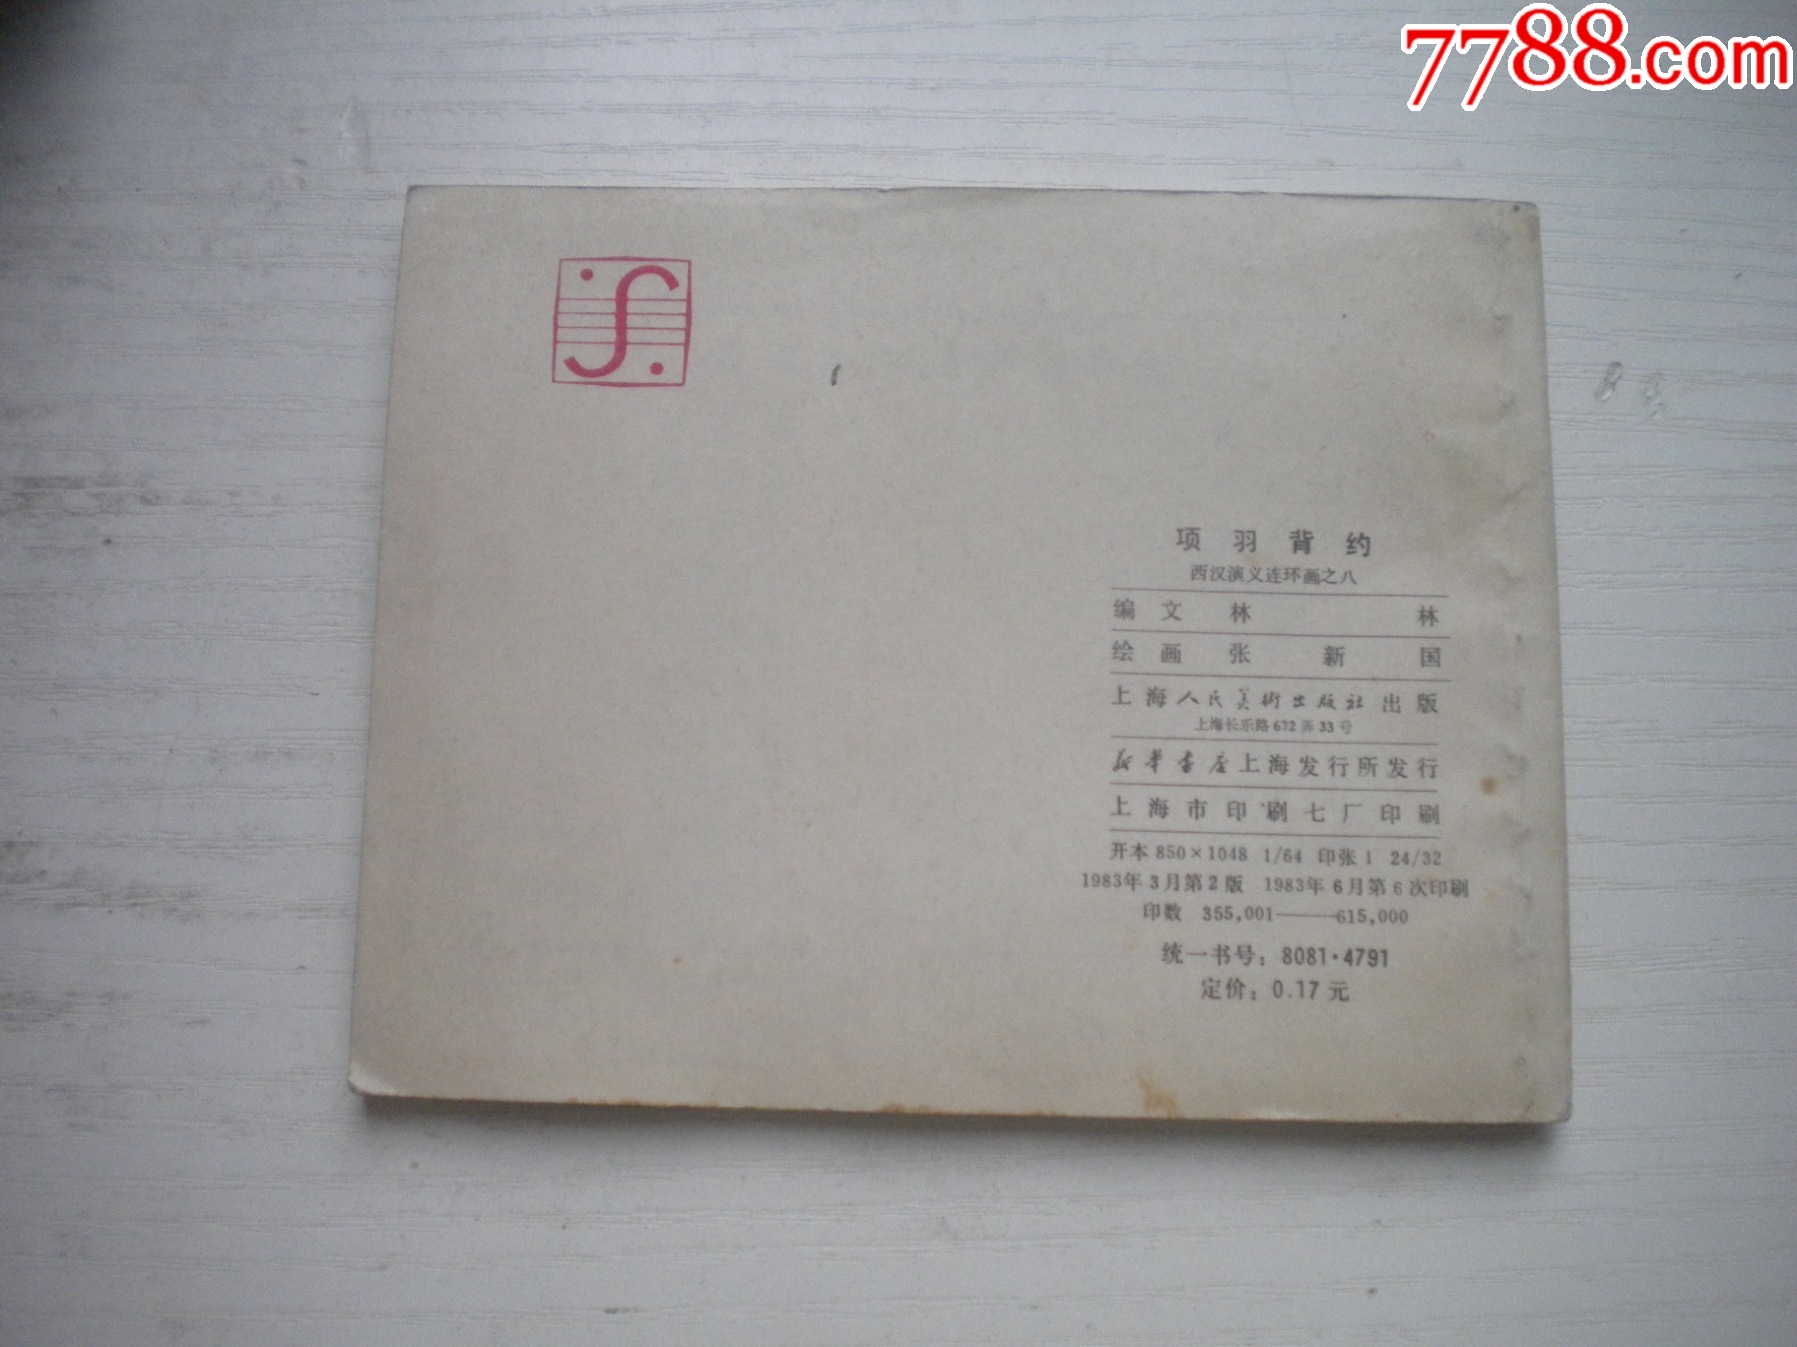 7788.com
项羽背约
西汉演义连环画之八
编文 林林
绘画 张新国
上海人民美術出版社出版
上海长乐路672弄33号
新华书店上海发行所发行
上海市印刷七厂印刷
开本 850×1048 1/64 印张 1 24/32
1983年3月第2版 1983年6月第6次印刷
印数 355,001——615,000
统一书号：8081·4791
定价：0.17元